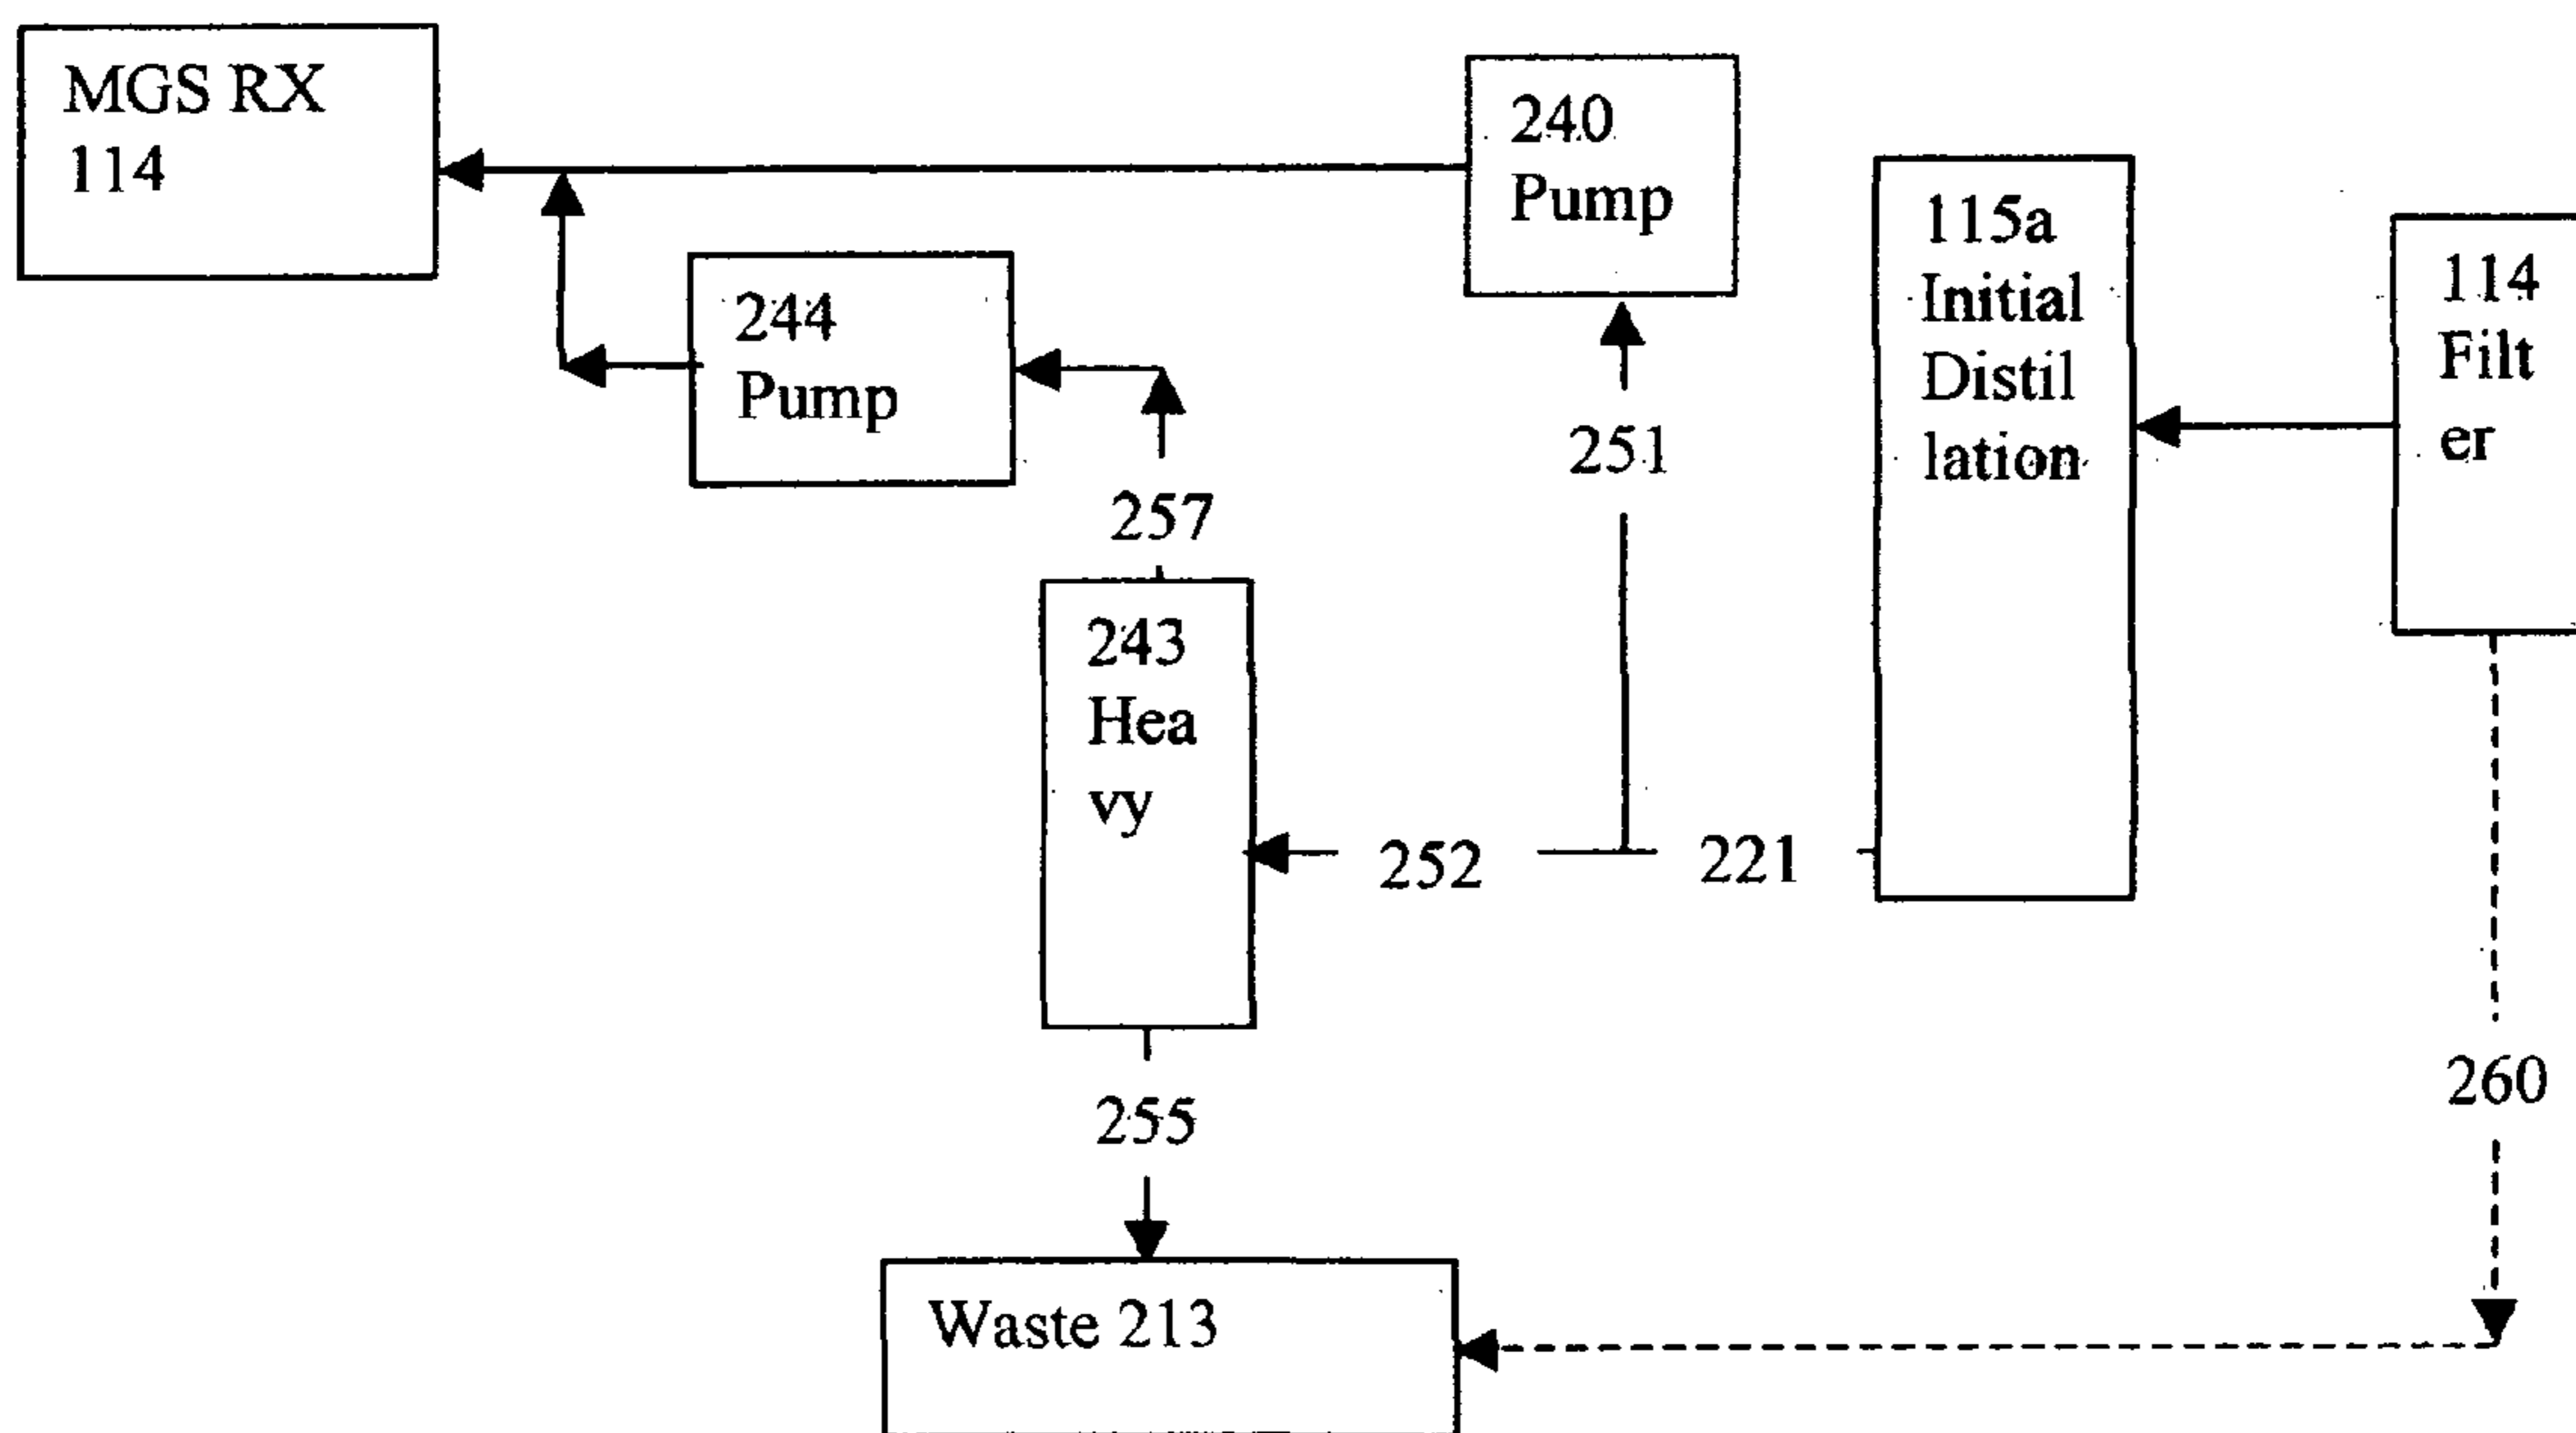 MGS RX
114
240
Pump
115a
Initial
Distil
lation
114
Filt
er
244
Pump
251
257
243
Hea
vy
252
221
260
255
Waste 213